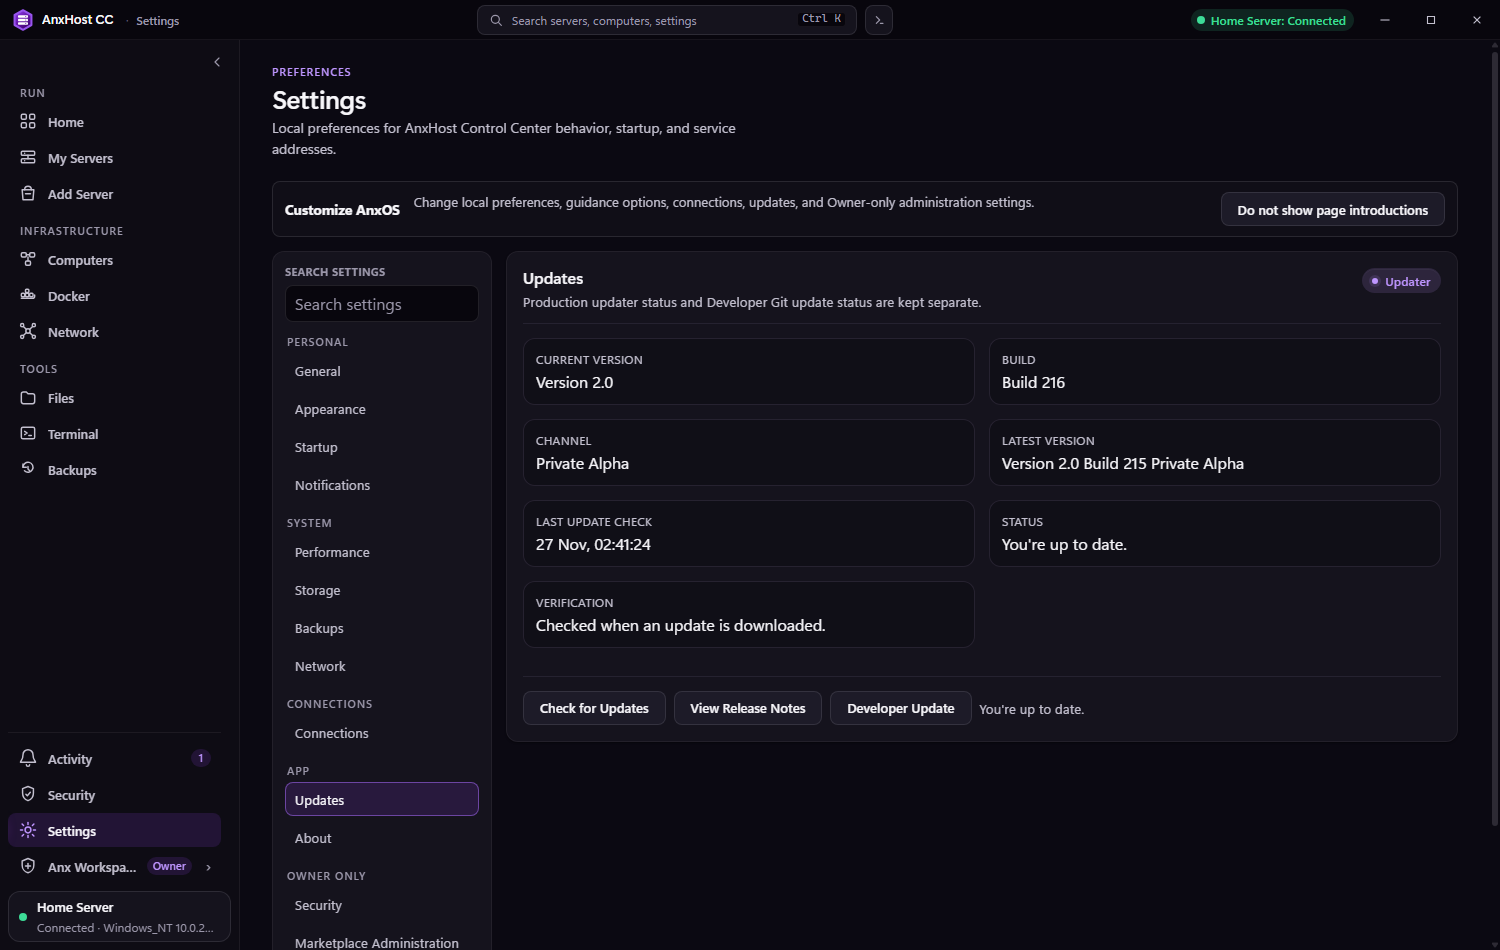 AnxHost CC · Settings
Search servers, computers, settings Ctrl K
Home Server: Connected
RUN
Home
My Servers
Add Server
INFRASTRUCTURE
Computers
Docker
Network
TOOLS
Files
Terminal
Backups
Activity 1
Security
Settings
Anx Workspa... Owner
Home Server
Connected · Windows_NT 10.0.2...
PREFERENCES
Settings
Local preferences for AnxHost Control Center behavior, startup, and service
addresses.
Customize AnxOS
Change local preferences, guidance options, connections, updates, and Owner-only administration settings.
Do not show page introductions
SEARCH SETTINGS
Search settings
PERSONAL
General
Appearance
Startup
Notifications
SYSTEM
Performance
Storage
Backups
Network
CONNECTIONS
Connections
APP
Updates
About
OWNER ONLY
Security
Marketplace Administration
Updates
Production updater status and Developer Git update status are kept separate.
Updater
CURRENT VERSION
Version 2.0
BUILD
Build 216
CHANNEL
Private Alpha
LATEST VERSION
Version 2.0 Build 215 Private Alpha
LAST UPDATE CHECK
27 Nov, 02:41:24
STATUS
You're up to date.
VERIFICATION
Checked when an update is downloaded.
Check for Updates
View Release Notes
Developer Update
You're up to date.